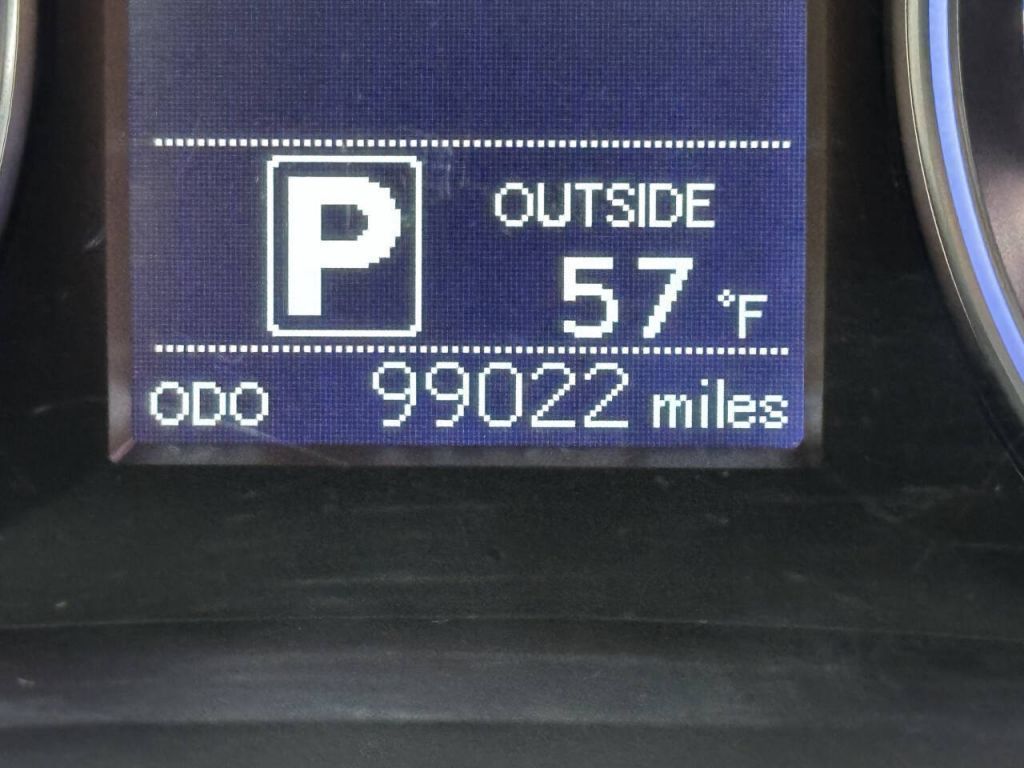 P
OUTSIDE
57 °F
ODO 99022 miles